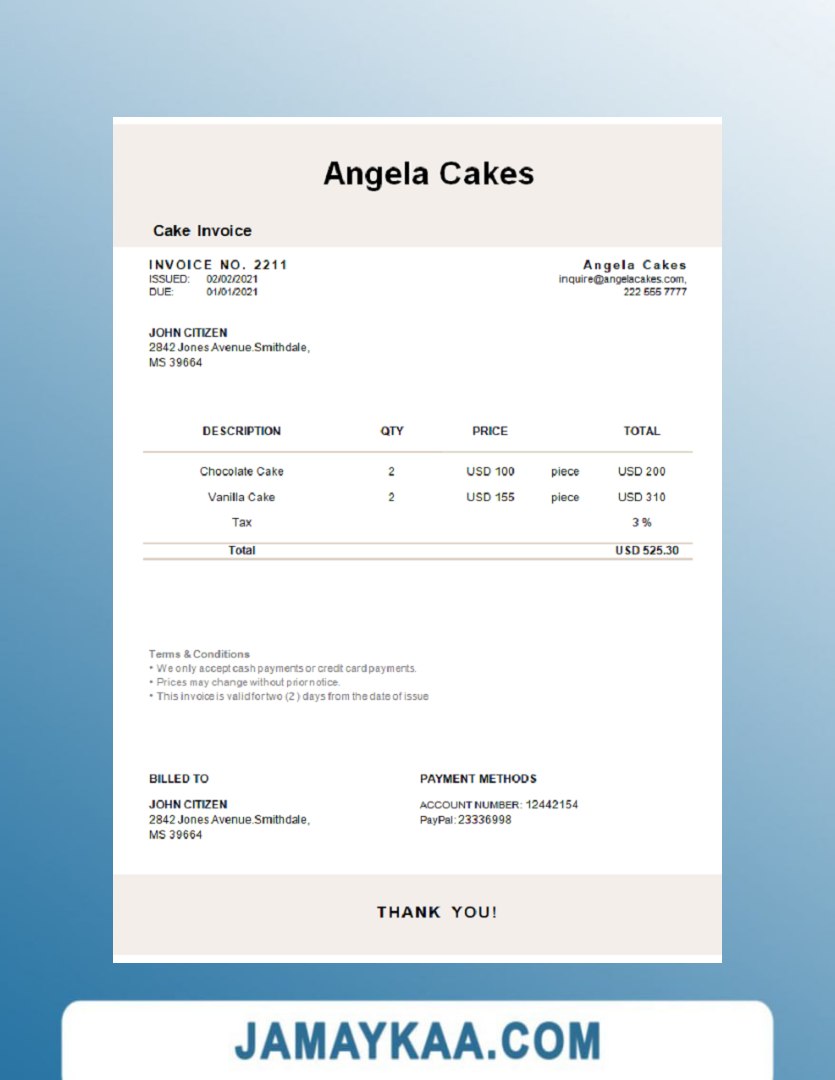 Angela Cakes
Cake Invoice
INVOICE NO. 2211
ISSUED: 02/02/2021
DUE: 01/01/2021
Angela Cakes
inquire@angelacakes.com,
222 555 7777
JOHN CITIZEN
2842 Jones Avenue.Smithdale,
MS 39664
DESCRIPTION QTY PRICE TOTAL
Chocolate Cake 2 USD 100 piece USD 200
Vanilla Cake 2 USD 155 piece USD 310
Tax 3 %
Total USD 525.30
Terms & Conditions
• We only accept cash payments or credit card payments.
• Prices may change without prior notice.
• This invoice is valid for two (2) days from the date of issue
BILLED TO
JOHN CITIZEN
2842 Jones Avenue.Smithdale,
MS 39664
PAYMENT METHODS
ACCOUNT NUMBER: 12442154
PayPal: 23336998
THANK YOU!
JAMAYKAA.COM